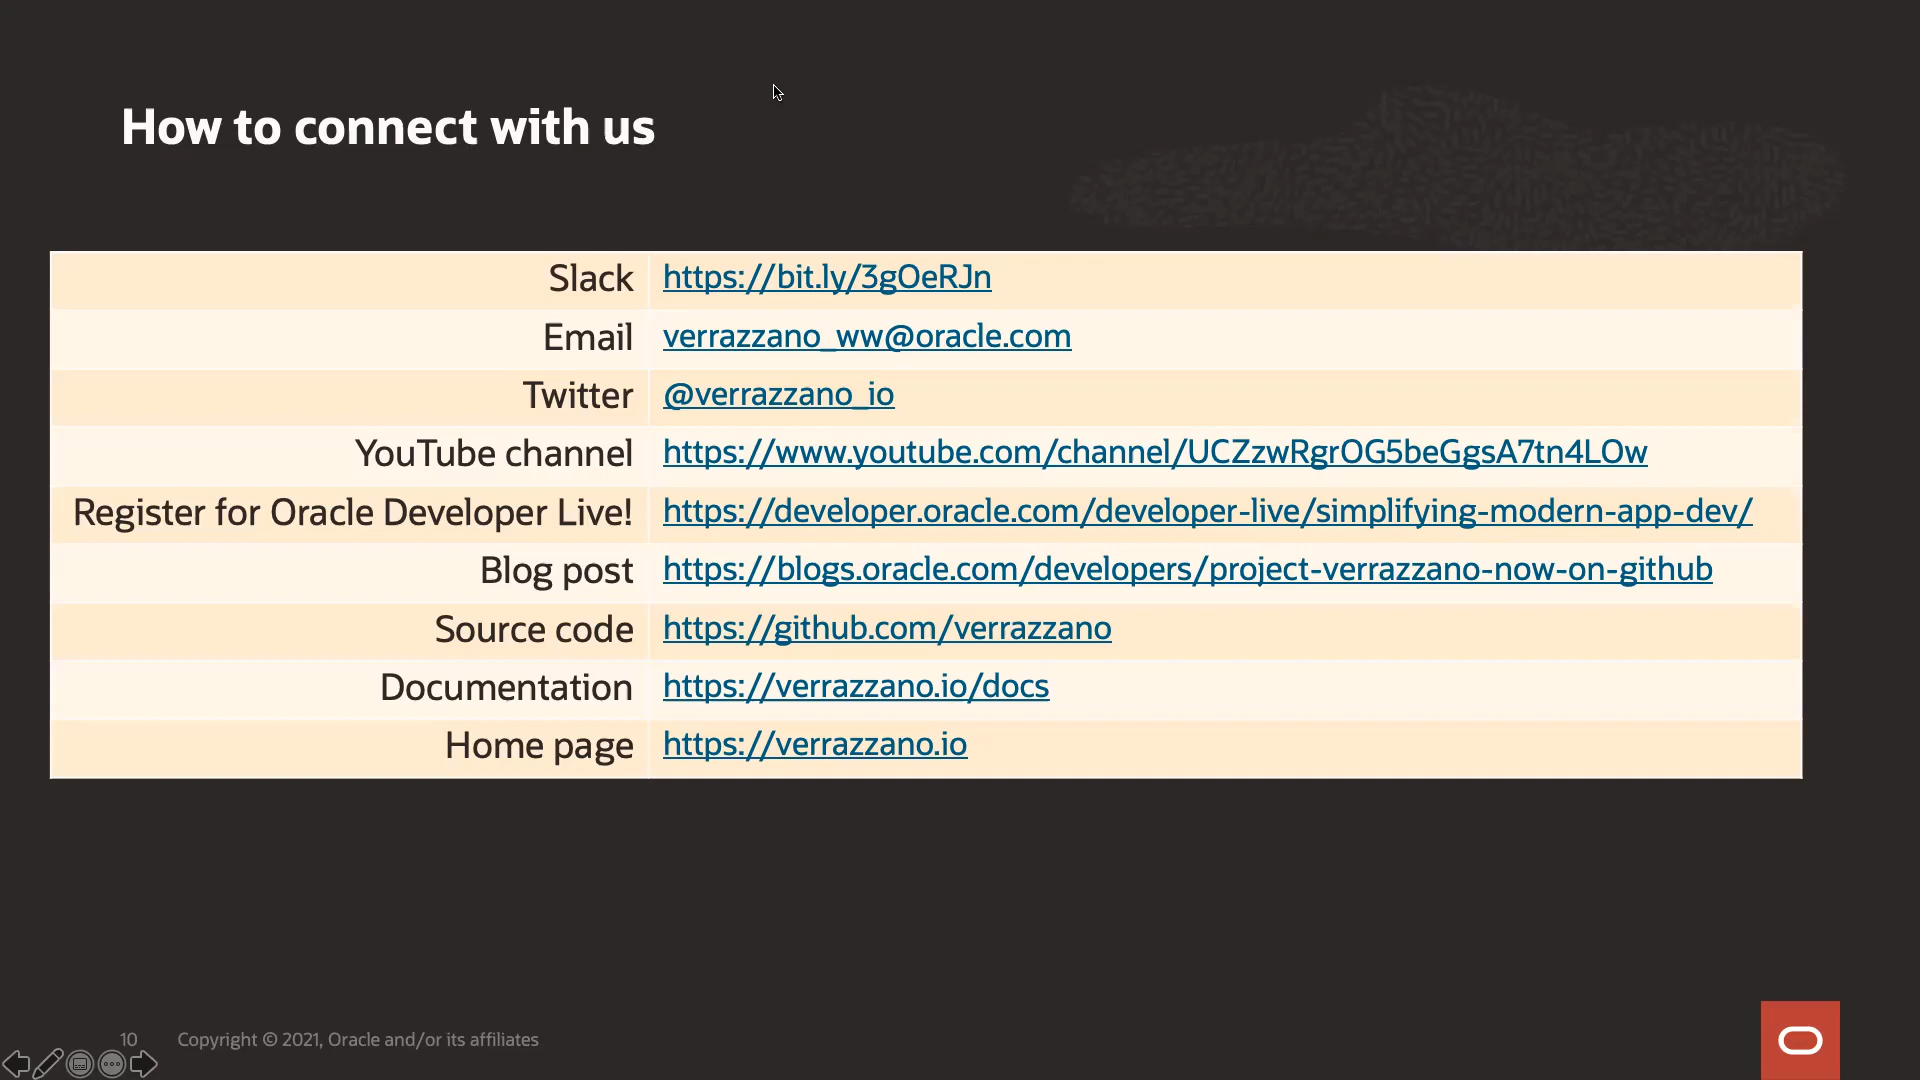 How to connect with us
Slack https://bit.ly/3gOeRJn
Email verrazzano_ww@oracle.com
Twitter @verrazzano_io
YouTube channel https://www.youtube.com/channel/UCZzwRgrOG5beGgsA7tn4LOw
Register for Oracle Developer Live! https://developer.oracle.com/developer-live/simplifying-modern-app-dev/
Blog post https://blogs.oracle.com/developers/project-verrazzano-now-on-github
Source code https://github.com/verrazzano
Documentation https://verrazzano.io/docs
Home page https://verrazzano.io
10 Copyright © 2021, Oracle and/or its affiliates